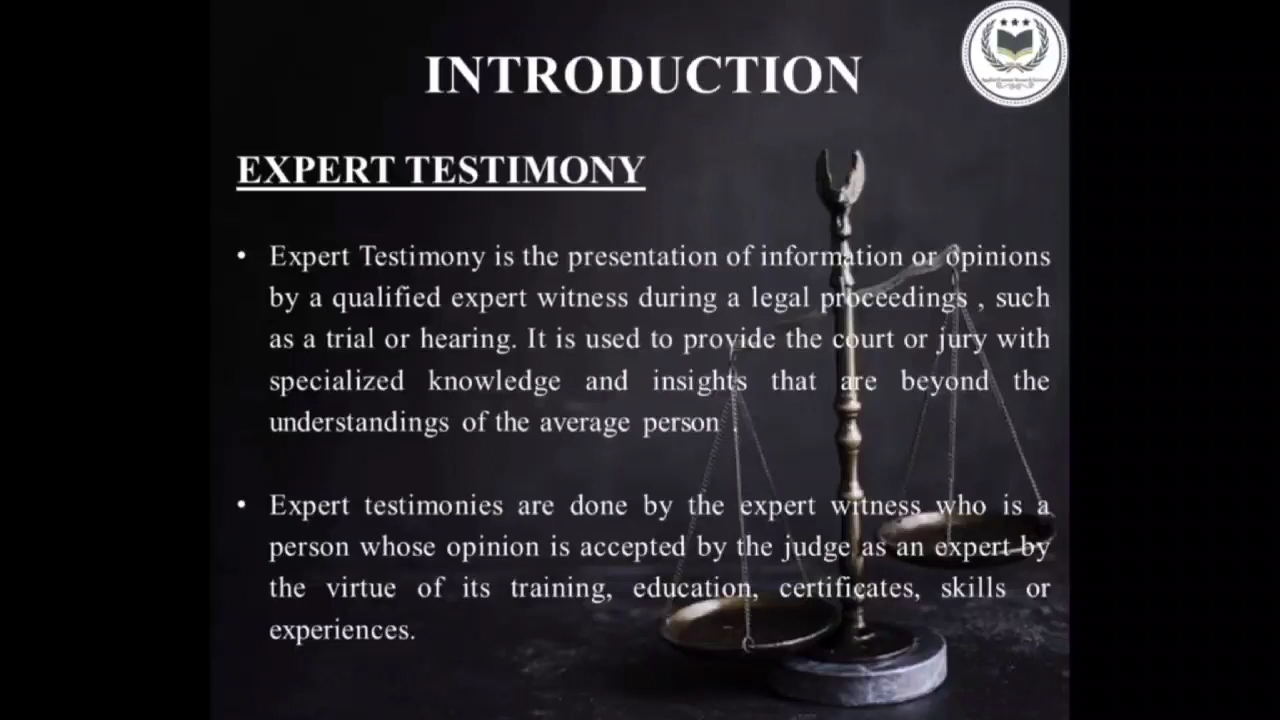 INTRODUCTION
EXPERT TESTIMONY
• Expert Testimony is the presentation of information or opinions
by a qualified expert witness during a legal proceedings , such
as a trial or hearing. It is used to provide the court or jury with
specialized knowledge and insights that are beyond the
understandings of the average person .
• Expert testimonies are done by the expert witness who is a
person whose opinion is accepted by the judge as an expert by
the virtue of its training, education, certificates, skills or
experiences.